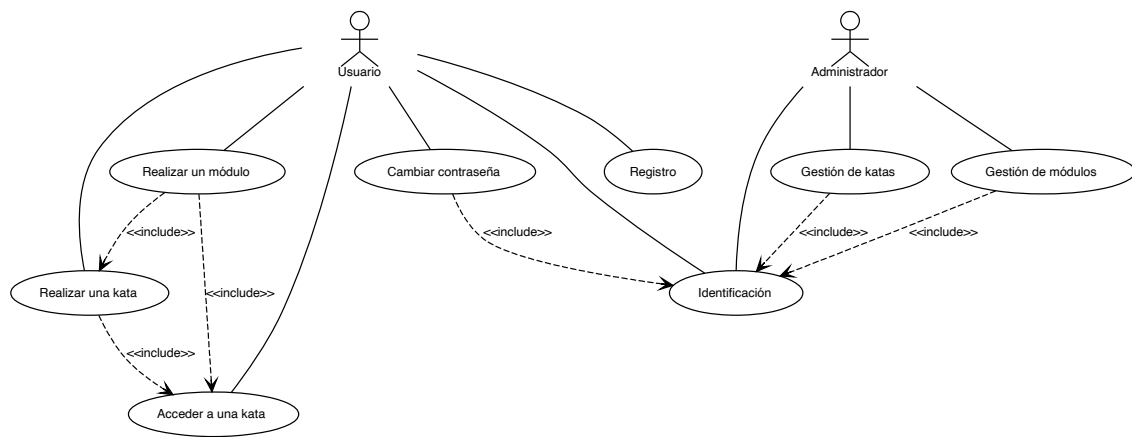 Usuario
Administrador
Realizar un módulo
Cambiar contraseña
Registro
Gestión de katas
Gestión de módulos
<<include>>
<<include>>
<<include>>
<<include>>
Realizar una kata
<<include>>
Identificación
<<include>>
Acceder a una kata